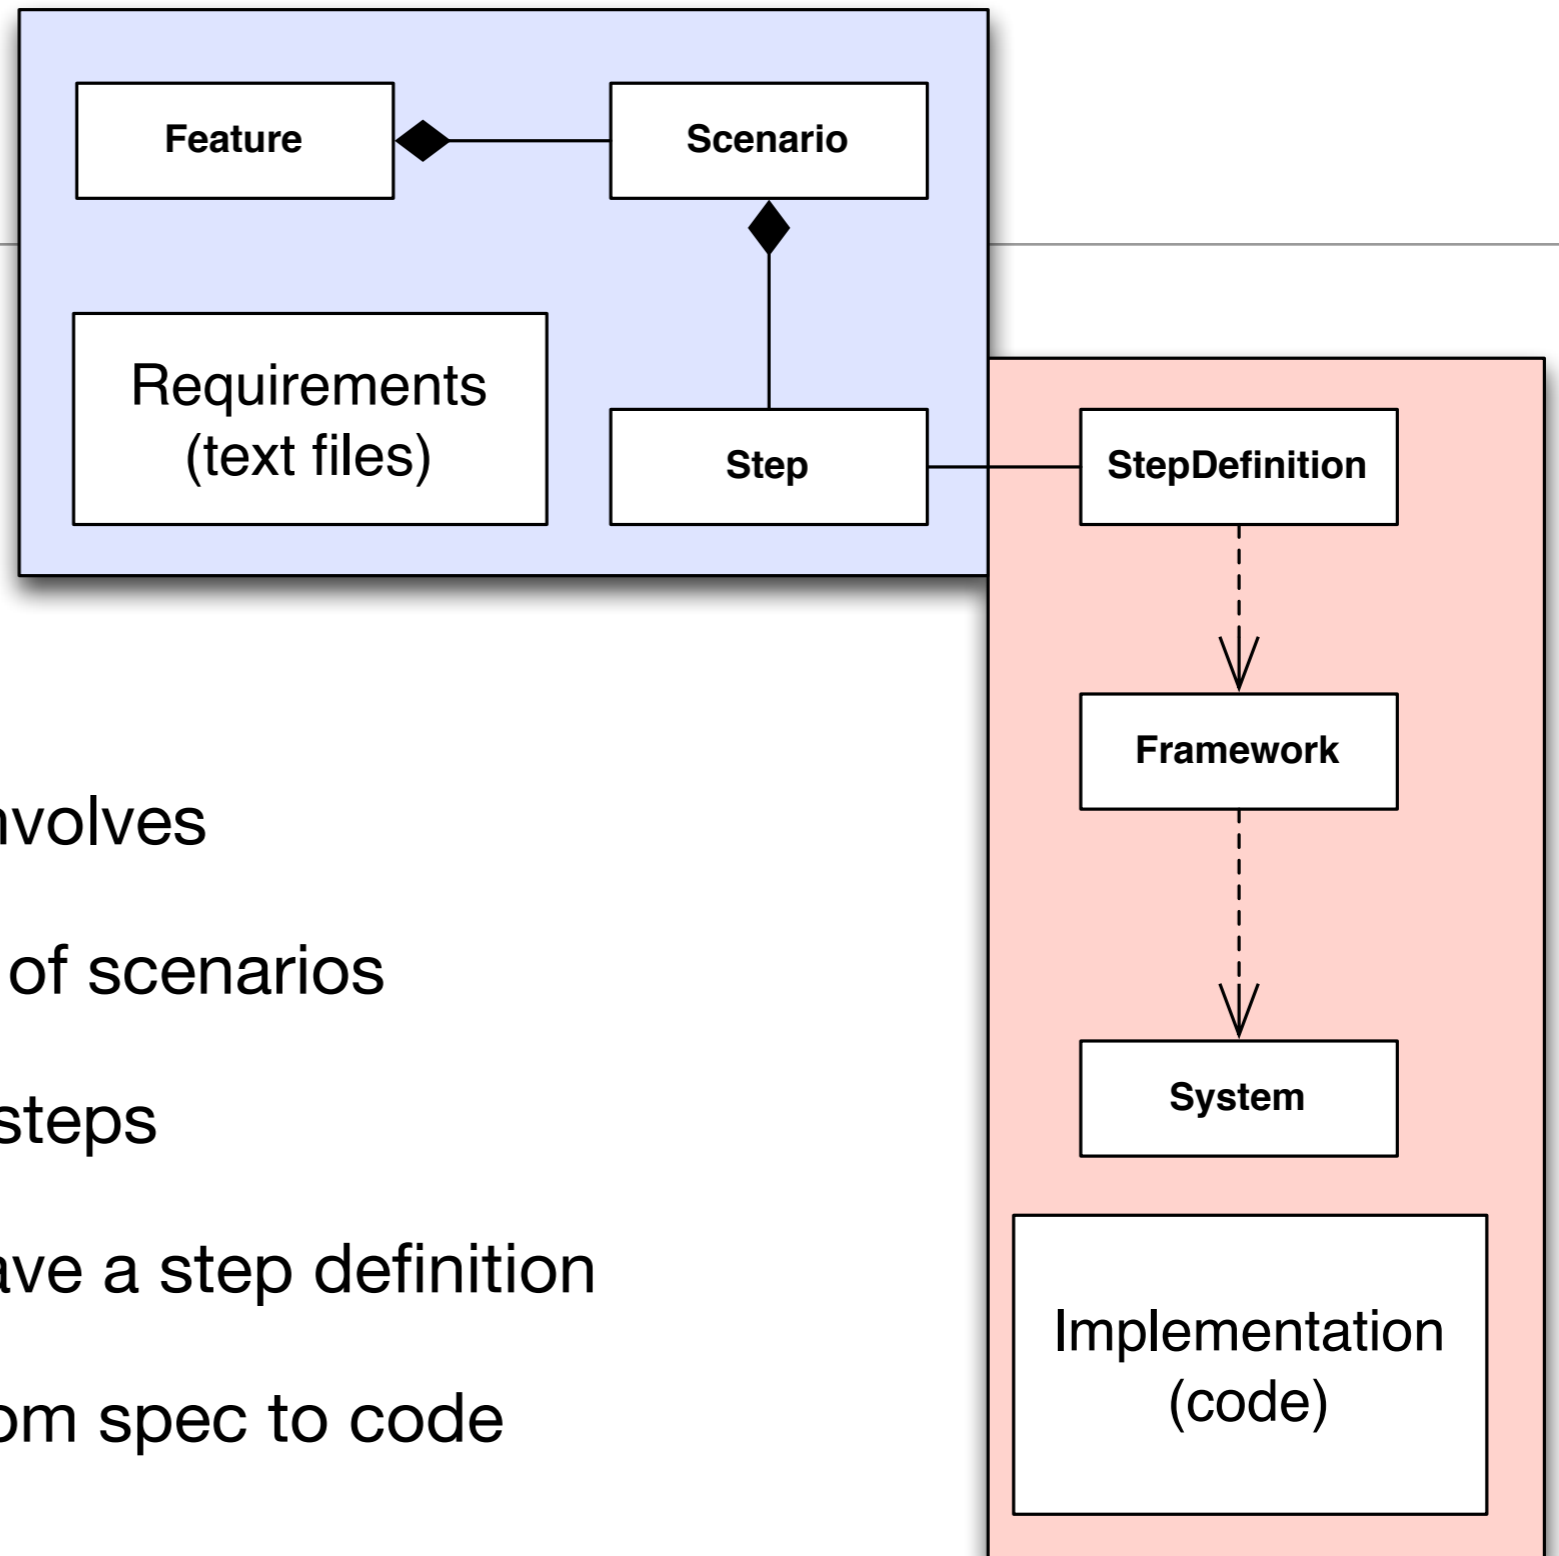 Feature
Scenario
Requirements
(text files)
Step
StepDefinition
Framework
nvolves
of scenarios
System
steps
ave a step definition
Implementation
(code)
om spec to code